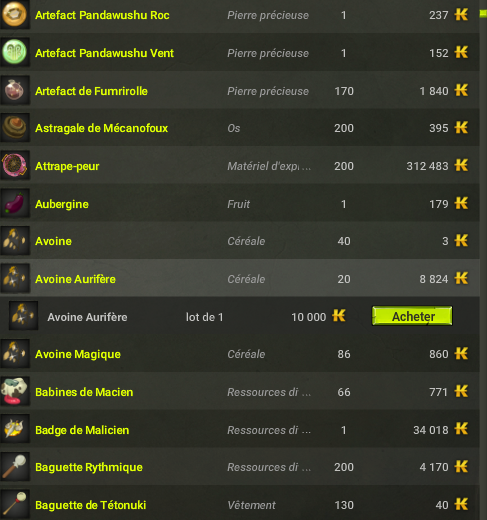 Artefact Pandawushu Roc Pierre précieuse 1 237
Artefact Pandawushu Vent Pierre précieuse 1 152
Artefact de Fumrirolle Pierre précieuse 170 1 840
Astragale de Mécanofoux Os 200 395
Attrape-peur Matériel d'expl ... 200 312 483
Aubergine Fruit 1 179
Avoine Céréale 40 3
Avoine Aurifère Céréale 20 8 824
Avoine Aurifère lot de 1 10 000 Acheter
Avoine Magique Céréale 86 860
Babines de Macien Ressources di ... 66 771
Badge de Malicien Ressources di ... 1 34 018
Baguette Rythmique Ressources di ... 200 4 170
Baguette de Tétonuki Vêtement 130 40